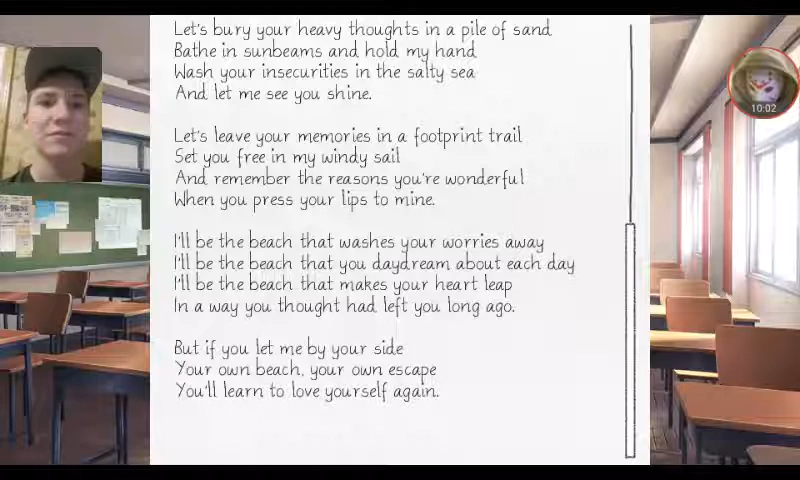 Let's bury your heavy thoughts in a pile of sand
Bathe in sunbeams and hold my hand
Wash your insecurities in the salty sea
And let me see you shine.
Let's leave your memories in a footprint trail
Set you free in my windy sail
And remember the reasons you're wonderful
When you press your lips to mine.
I'll be the beach that washes your worries away
I'll be the beach that you daydream about each day
I'll be the beach that makes your heart leap
In a way you thought had left you long ago.
But if you let me by your side
Your own beach, your own escape
You'll learn to love yourself again.
10:02